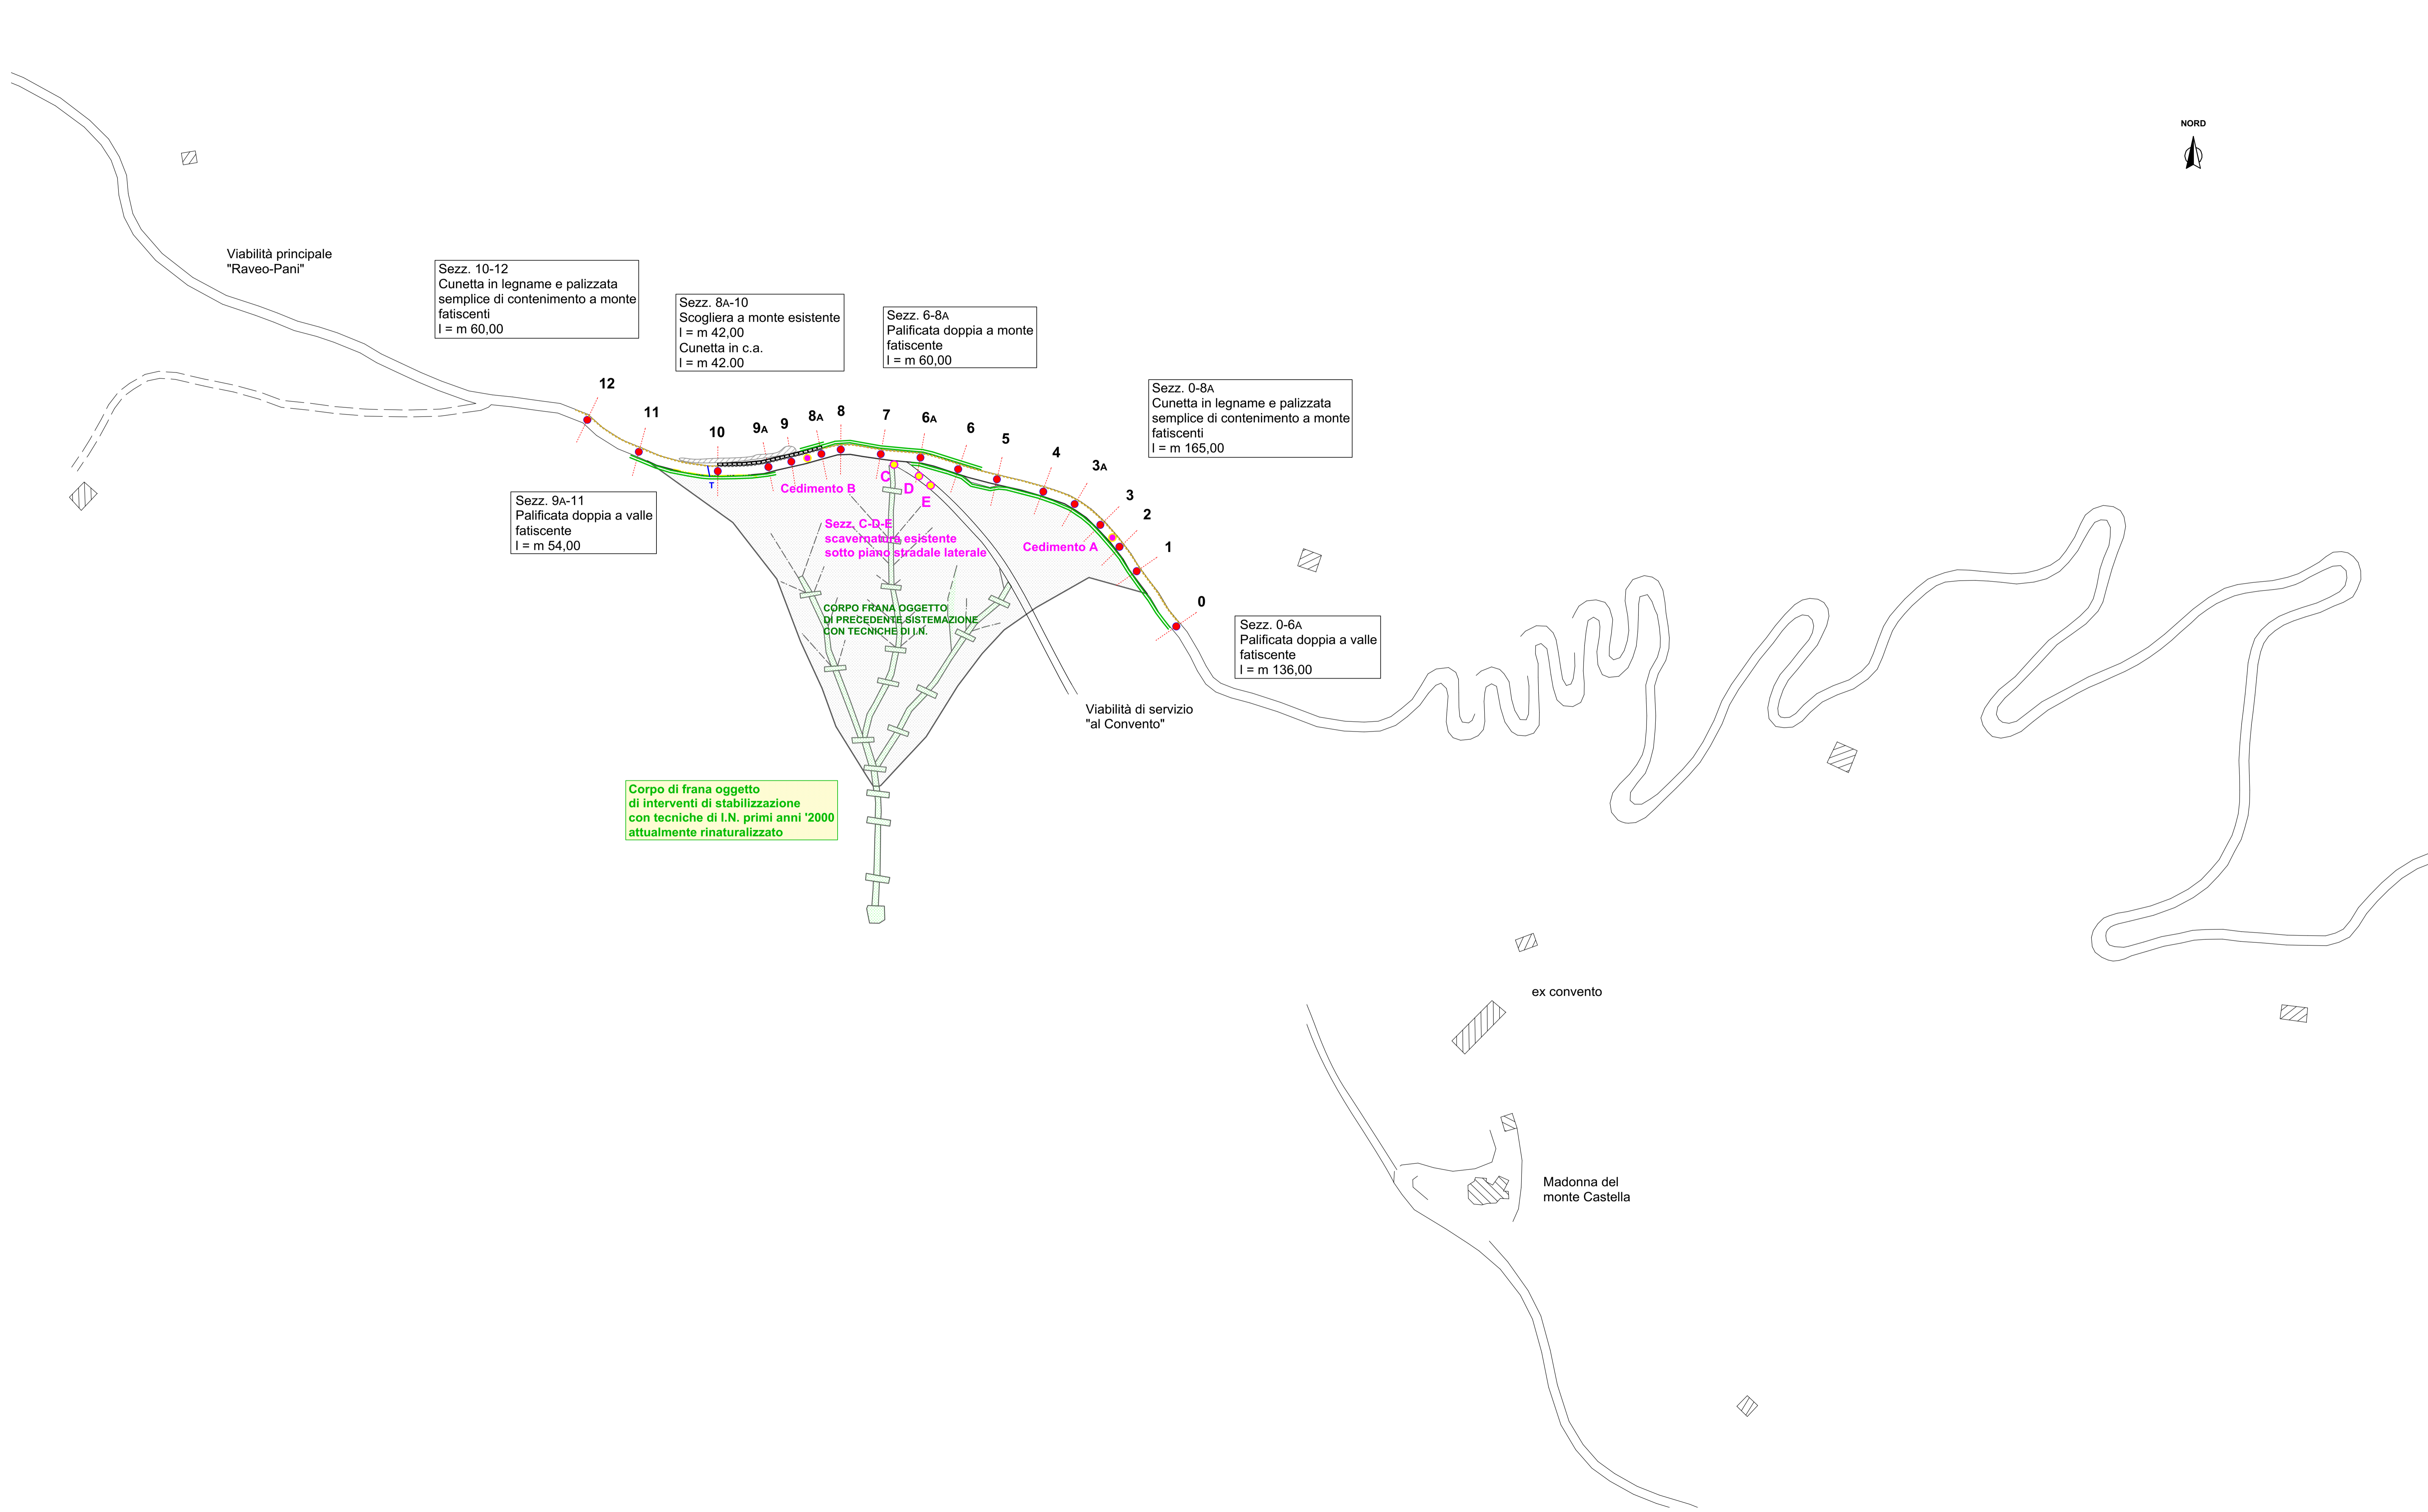 NORD
Viabilità principale
"Raveo-Pani"
Sezz. 10-12
Cunetta in legname e palizzata
semplice di contenimento a monte
fatiscenti
l = m 60,00
Sezz. 8A-10
Scogliera a monte esistente
l = m 42,00
Cunetta in c.a.
l = m 42.00
Sezz. 6-8A
Palificata doppia a monte
fatiscente
l = m 60,00
Sezz. 0-8A
Cunetta in legname e palizzata
semplice di contenimento a monte
fatiscenti
l = m 165,00
12
11
10
9A
9
8A
8
7
6A
6
5
4
3A
3
2
1
0
T
C
D
E
Cedimento B
Sezz. 9A-11
Palificata doppia a valle
fatiscente
l = m 54,00
Sezz. C-D-E
scavernatura esistente
sotto piano stradale laterale
Cedimento A
CORPO FRANA OGGETTO
DI PRECEDENTE SISTEMAZIONE
CON TECNICHE DI I.N.
Sezz. 0-6A
Palificata doppia a valle
fatiscente
l = m 136,00
Viabilità di servizio
"al Convento"
Corpo di frana oggetto
di interventi di stabilizzazione
con tecniche di I.N. primi anni '2000
attualmente rinaturalizzato
ex convento
Madonna del
monte Castella